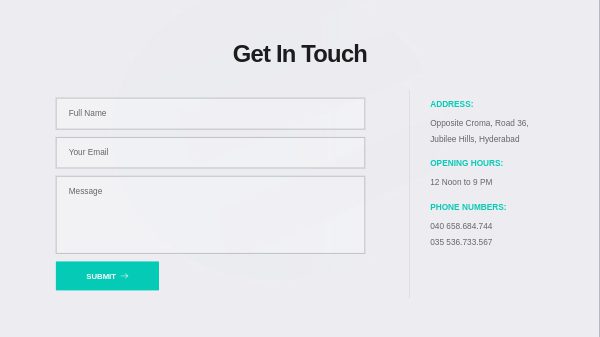 Get In Touch
Full Name
Your Email
Message
SUBMIT →
ADDRESS:
Opposite Croma, Road 36,
Jubilee Hills, Hyderabad
OPENING HOURS:
12 Noon to 9 PM
PHONE NUMBERS:
040 658.684.744
035 536.733.567